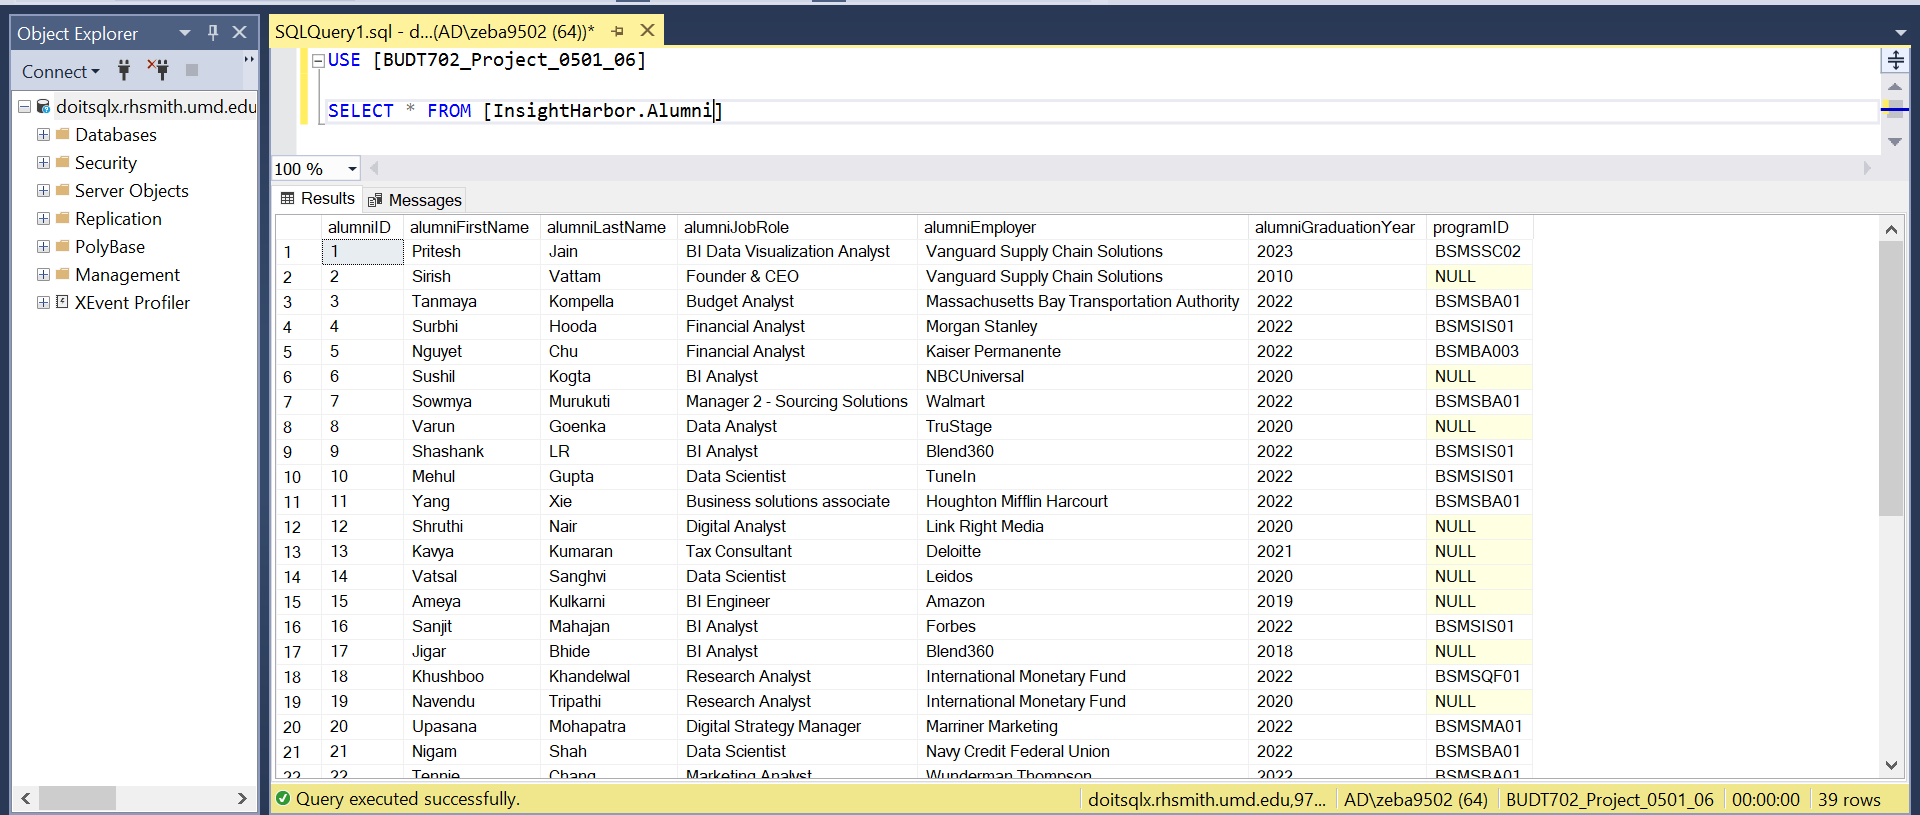 Object Explorer
Connect
doitsqlx.rhsmith.umd.edu
Databases
Security
Server Objects
Replication
PolyBase
Management
XEvent Profiler
SQLQuery1.sql - d...(AD\zeba9502 (64))*
USE [BUDT702_Project_0501_06]
SELECT * FROM [InsightHarbor.Alumni]
100 %
Results Messages
alumniID alumniFirstName alumniLastName alumniJobRole alumniEmployer alumniGraduationYear programID
1 1 Pritesh Jain BI Data Visualization Analyst Vanguard Supply Chain Solutions 2023 BSMSSC02
2 2 Sirish Vattam Founder & CEO Vanguard Supply Chain Solutions 2010 NULL
3 3 Tanmaya Kompella Budget Analyst Massachusetts Bay Transportation Authority 2022 BSMSBA01
4 4 Surbhi Hooda Financial Analyst Morgan Stanley 2022 BSMSIS01
5 5 Nguyet Chu Financial Analyst Kaiser Permanente 2022 BSMBA003
6 6 Sushil Kogta BI Analyst NBCUniversal 2020 NULL
7 7 Sowmya Murukuti Manager 2 - Sourcing Solutions Walmart 2022 BSMSBA01
8 8 Varun Goenka Data Analyst TruStage 2020 NULL
9 9 Shashank LR BI Analyst Blend360 2022 BSMSIS01
10 10 Mehul Gupta Data Scientist TuneIn 2022 BSMSIS01
11 11 Yang Xie Business solutions associate Houghton Mifflin Harcourt 2022 BSMSBA01
12 12 Shruthi Nair Digital Analyst Link Right Media 2020 NULL
13 13 Kavya Kumaran Tax Consultant Deloitte 2021 NULL
14 14 Vatsal Sanghvi Data Scientist Leidos 2020 NULL
15 15 Ameya Kulkarni BI Engineer Amazon 2019 NULL
16 16 Sanjit Mahajan BI Analyst Forbes 2022 BSMSIS01
17 17 Jigar Bhide BI Analyst Blend360 2018 NULL
18 18 Khushboo Khandelwal Research Analyst International Monetary Fund 2022 BSMSQF01
19 19 Navendu Tripathi Research Analyst International Monetary Fund 2020 NULL
20 20 Upasana Mohapatra Digital Strategy Manager Marriner Marketing 2022 BSMSMA01
21 21 Nigam Shah Data Scientist Navy Credit Federal Union 2022 BSMSBA01
22 22 Tennie Chang Marketing Analyst Wunderman Thompson 2022 BSMSBA01
Query executed successfully. doitsqlx.rhsmith.umd.edu,97... AD\zeba9502 (64) BUDT702_Project_0501_06 00:00:00 39 rows